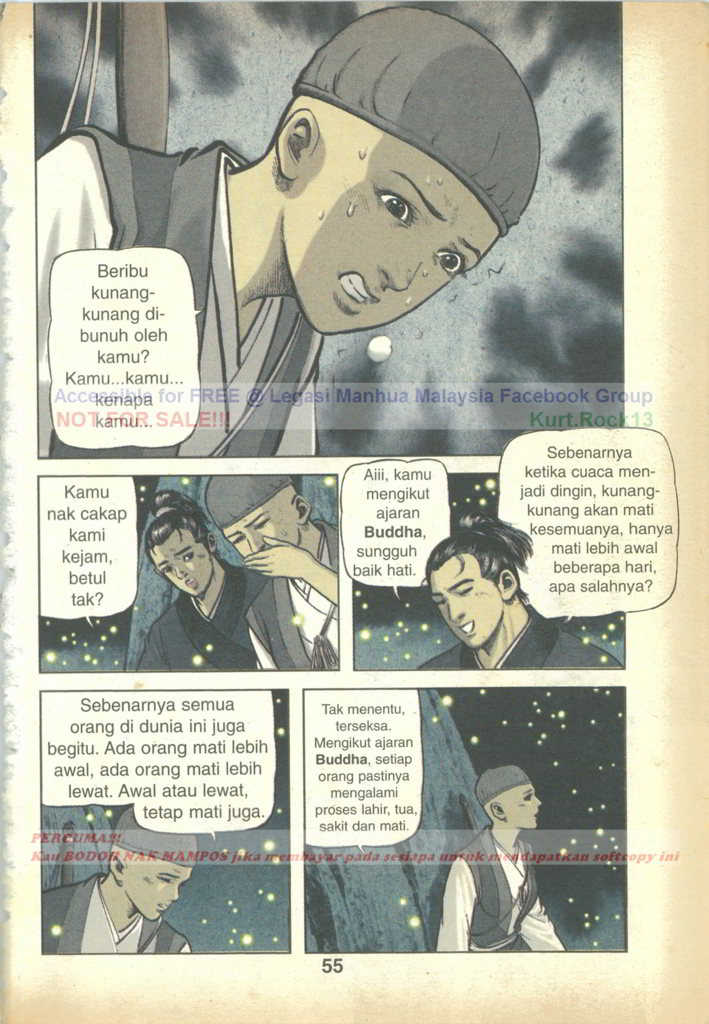 Beribu
kunang-
kunang di-
bunuh oleh
kamu?
Kamu...kamu...
kenapa
kamu...
Accessible for FREE @ Legasi Manhua Malaysia Facebook Group
NOT FOR SALE!!!
Kurt.Rock13
Kamu
nak cakap
kami
kejam,
betul
tak?
Aiii, kamu
mengikut
ajaran
Buddha,
sungguh
baik hati.
Sebenarnya
ketika cuaca men-
jadi dingin, kunang-
kunang akan mati
kesemuanya, hanya
mati lebih awal
beberapa hari,
apa salahnya?
Sebenarnya semua
orang di dunia ini juga
begitu. Ada orang mati lebih
awal, ada orang mati lebih
lewat. Awal atau lewat,
tetap mati juga.
Tak menentu,
terseksa.
Mengikut ajaran
Buddha, setiap
orang pastinya
mengalami
proses lahir, tua,
sakit dan mati.
PERCUMA!!!.
Kau BODOH NAK MAMPOS jika membayar pada sesiapa untuk mendapatkan softcopy ini
55